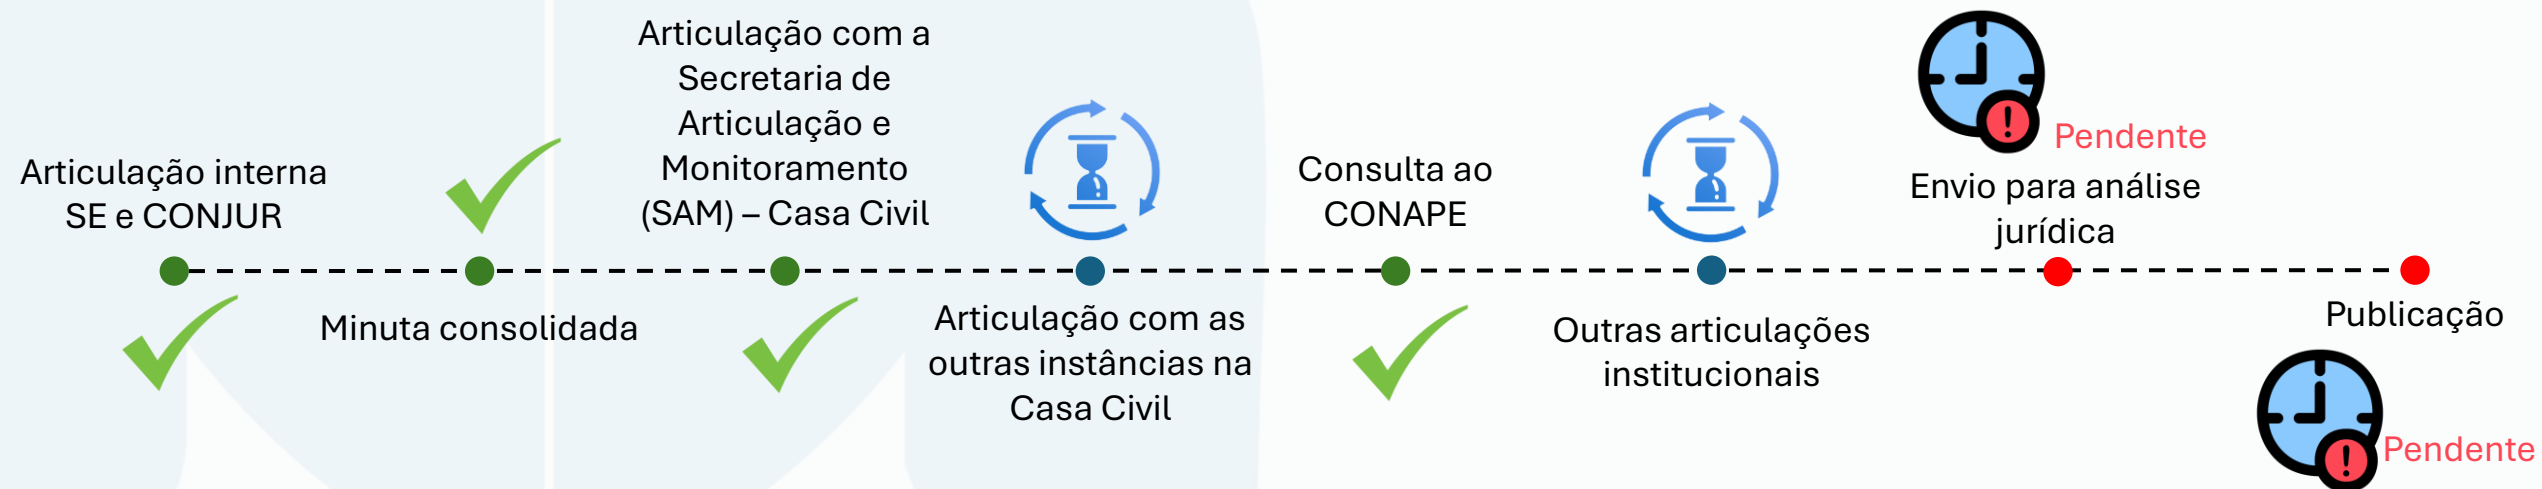 Articulação interna
SE e CONJUR
Minuta consolidada
Articulação com a
Secretaria de
Articulação e
Monitoramento
(SAM) – Casa Civil
Articulação com as
outras instâncias na
Casa Civil
Consulta ao
CONAPE
Outras articulações
institucionais
Pendente
Envio para análise
jurídica
Publicação
Pendente